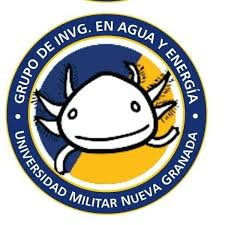 GRUPO DE INVG. EN AGUA Y ENERGÍA
UNIVERSIDAD MILITAR NUEVA GRANADA